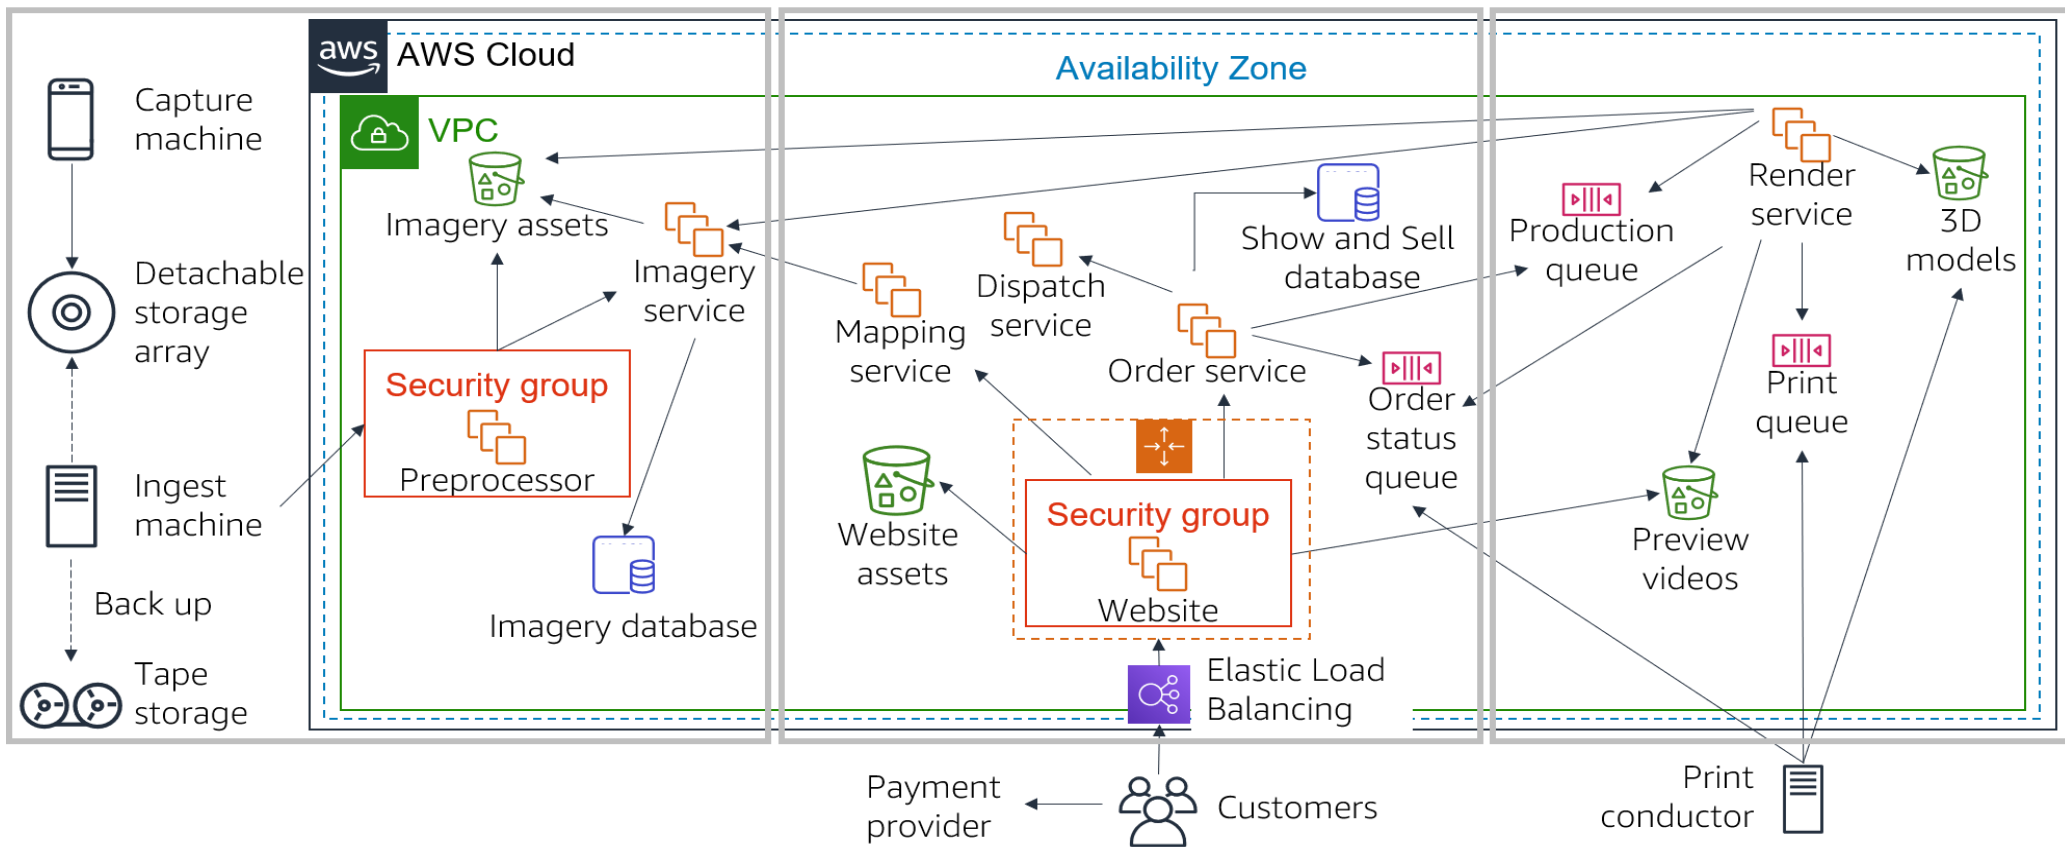 aws
AWS Cloud
Availability Zone
VPC
Capture
machine
Detachable
storage
array
Ingest
machine
Back up
Tape
storage
Imagery assets
Imagery
service
Security group
Preprocessor
Imagery database
Mapping
service
Dispatch
service
Show and Sell
database
Order service
Order
status
queue
Website
assets
Security group
Website
Elastic Load
Balancing
Payment
provider
Customers
Production
queue
Render
service
3D
models
Print
queue
Preview
videos
Print
conductor